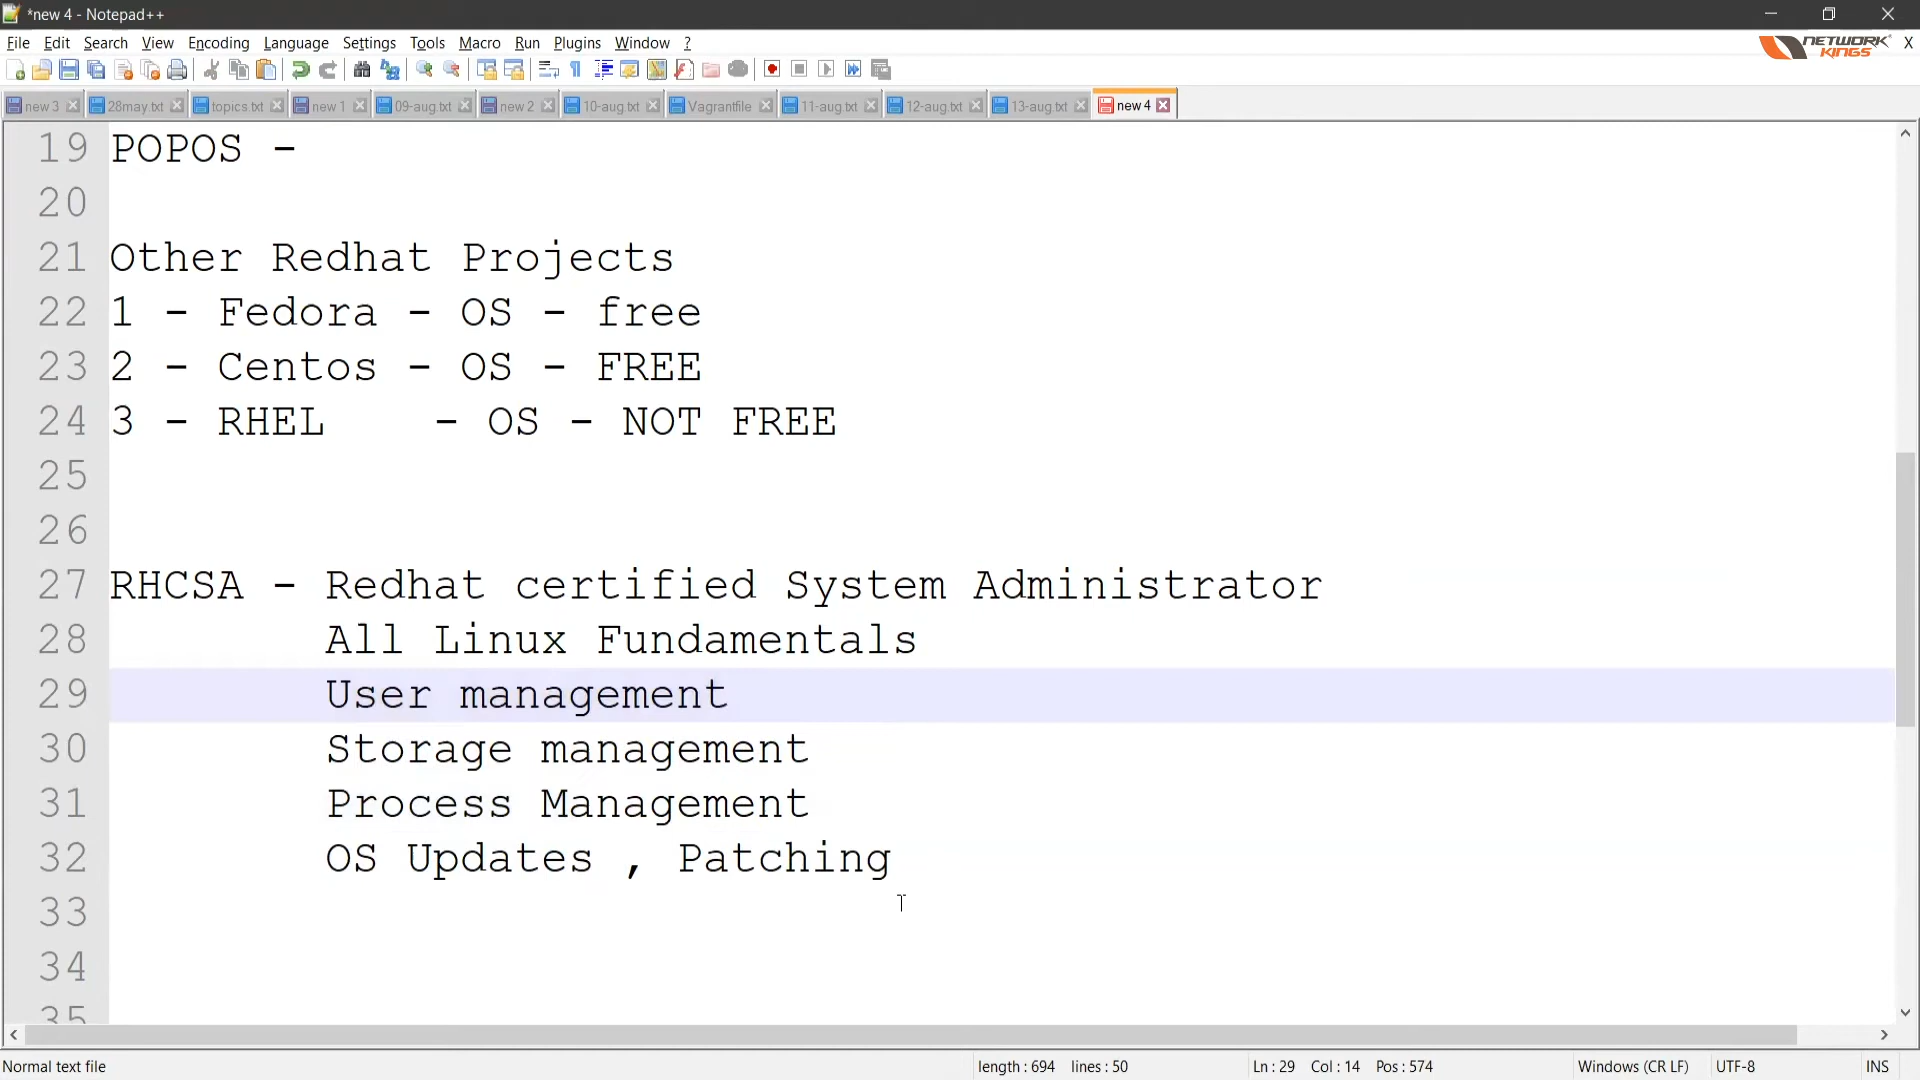 *new 4 - Notepad++
File Edit Search View Encoding Language Settings Tools Macro Run Plugins Window ?
X
NETWORK KINGS
new 3 28may.txt topics.txt new 1 09-aug.txt new 2 10-aug.txt Vagrantfile 11-aug.txt 12-aug.txt 13-aug.txt new 4
19 POPOS -
20
21 Other Redhat Projects
22 1 - Fedora - OS - free
23 2 - Centos - OS - FREE
24 3 - RHEL - OS - NOT FREE
25
26
27 RHCSA - Redhat certified System Administrator
28 All Linux Fundamentals
29 User management
30 Storage management
31 Process Management
32 OS Updates , Patching
33
34
35
Normal text file length : 694 lines : 50 Ln : 29 Col : 14 Pos : 574 Windows (CR LF) UTF-8 INS